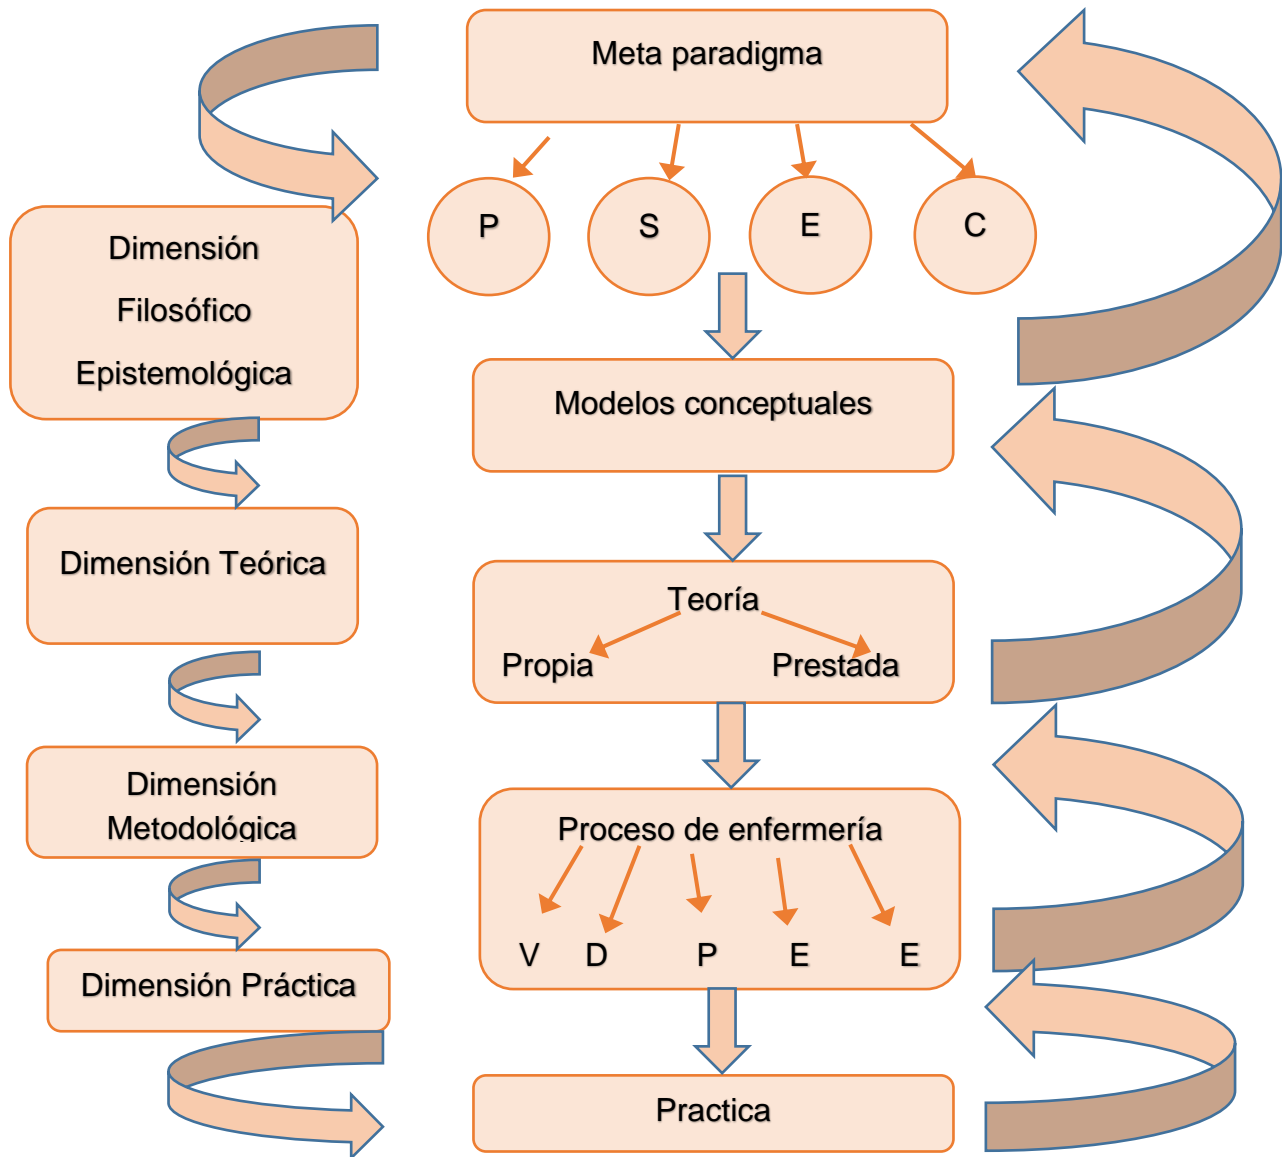 Meta paradigma
P S E C
Dimensión
Filosófico
Epistemológica
Modelos conceptuales
Dimensión Teórica
Teoría
Propia Prestada
Dimensión
Metodológica
Proceso de enfermería
V D P E E
Dimensión Práctica
Practica